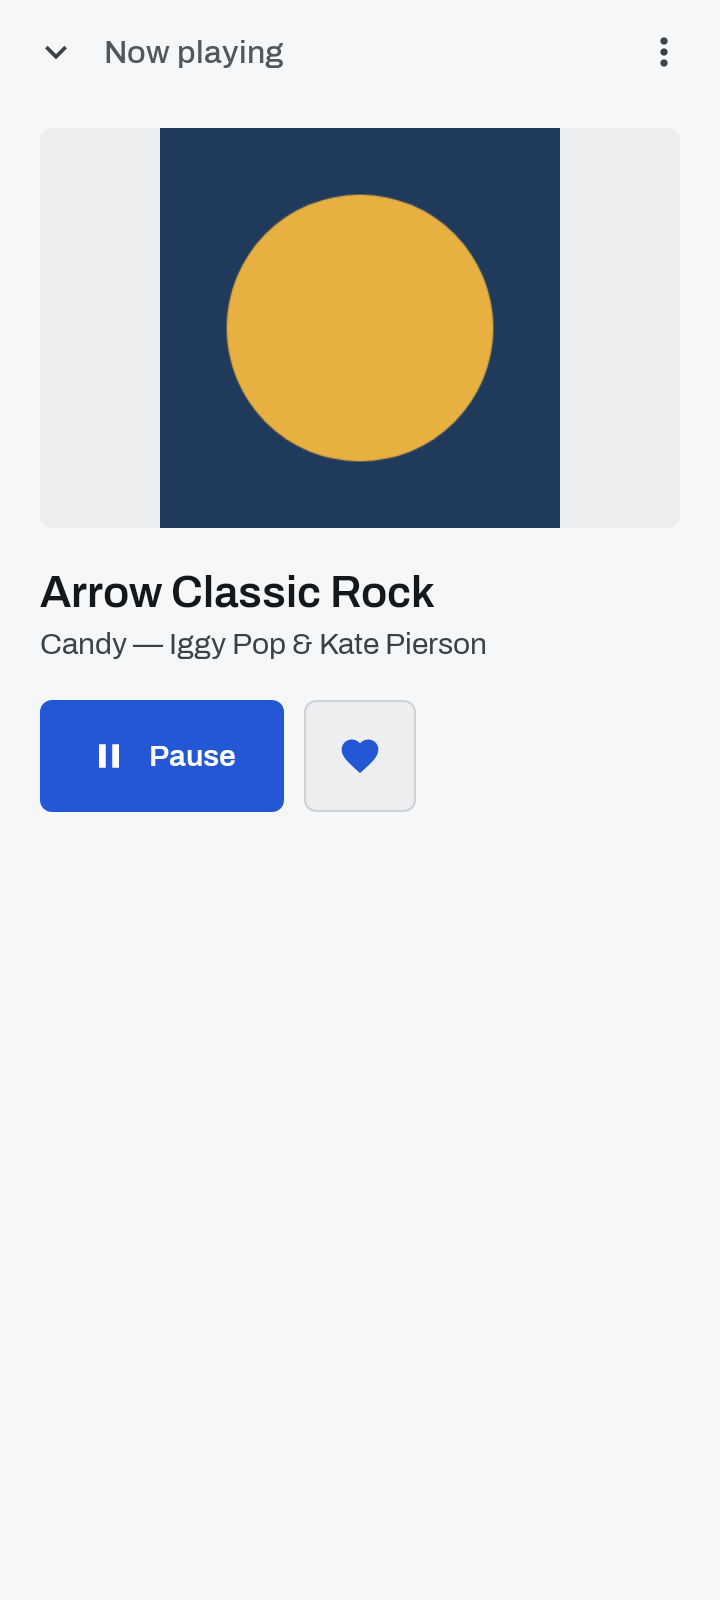 Now playing
Arrow Classic Rock
Candy — Iggy Pop & Kate Pierson
Pause